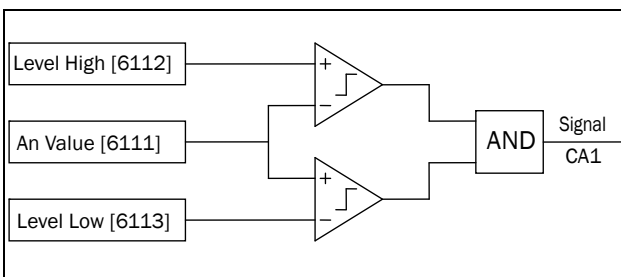 Level High [6112]
An Value [6111]
Level Low [6113]
+
−
+
−
AND
Signal
CA1